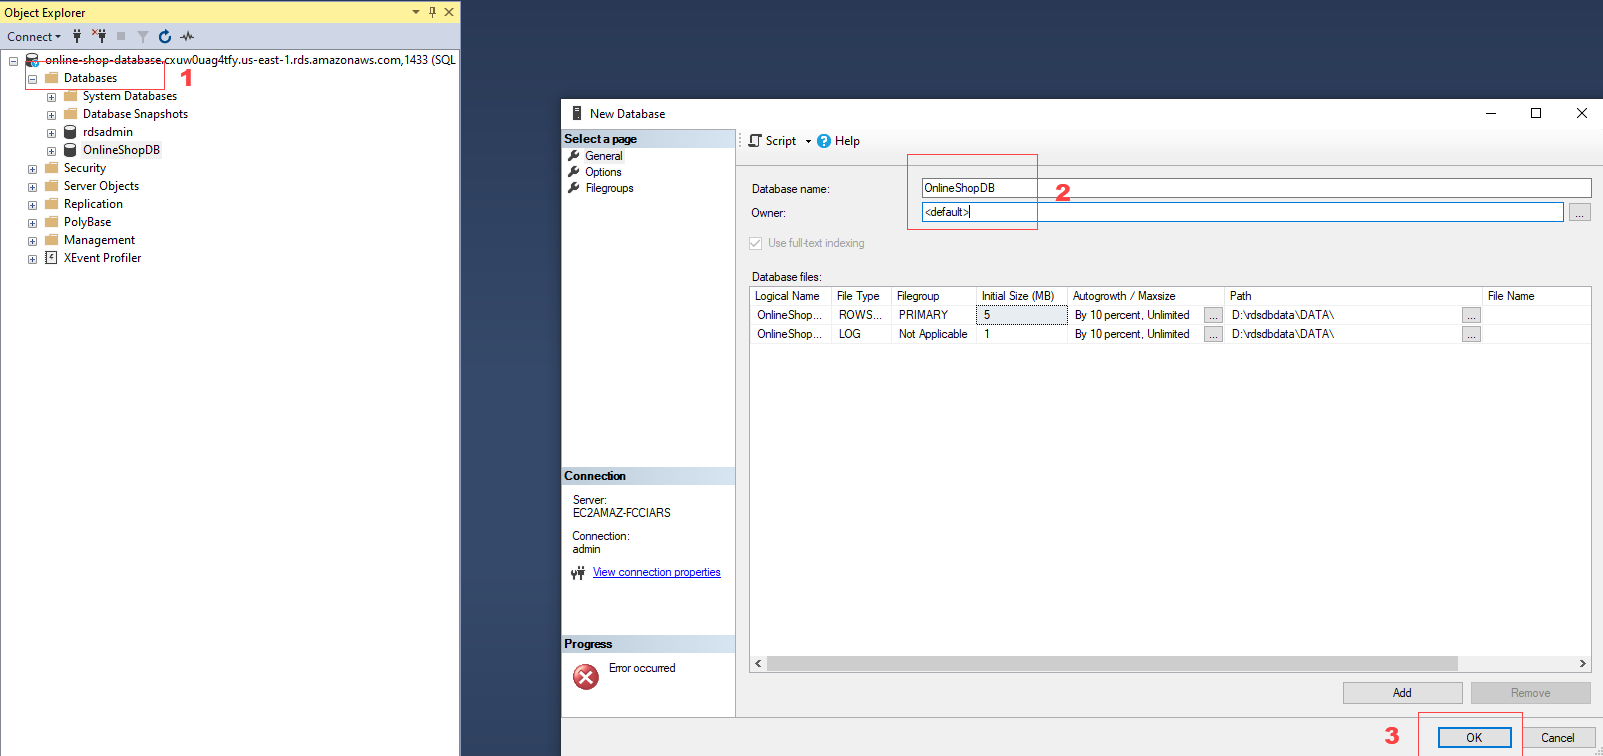 Object Explorer
Connect
online-shop-database.cxuw0uag4tfy.us-east-1.rds.amazonaws.com,1433 (SQL
Databases
1
System Databases
Database Snapshots
rdsadmin
OnlineShopDB
Security
Server Objects
Replication
PolyBase
Management
XEvent Profiler
New Database
Select a page
General
Options
Filegroups
Script
Help
Database name:
OnlineShopDB
2
Owner:
<default>
...
Use full-text indexing
Database files:
Logical Name File Type Filegroup Initial Size (MB) Autogrowth / Maxsize Path File Name
OnlineShop... ROWS... PRIMARY 5 By 10 percent, Unlimited ... D:\rdsdbdata\DATA\ ...
OnlineShop... LOG Not Applicable 1 By 10 percent, Unlimited ... D:\rdsdbdata\DATA\ ...
Connection
Server:
EC2AMAZ-FCCIARS
Connection:
admin
View connection properties
Progress
Error occurred
Add
Remove
3
OK
Cancel